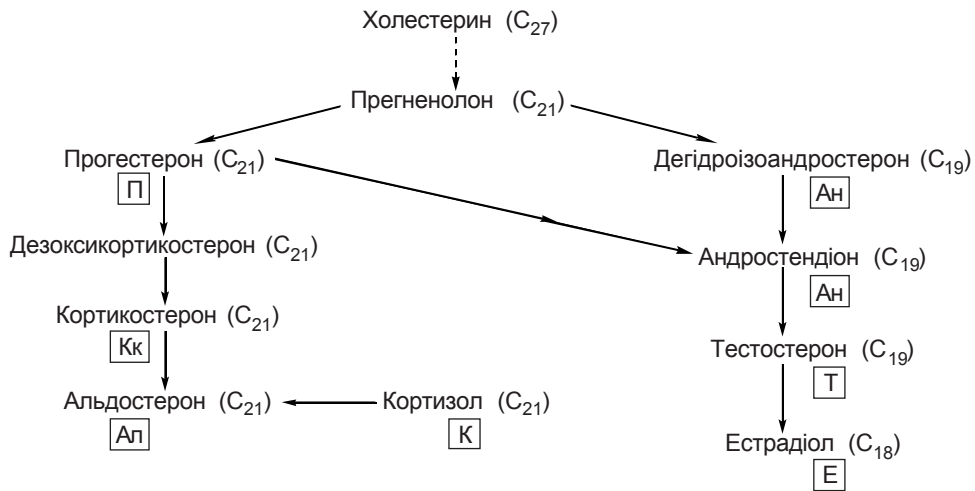 Холестерин (C27)
Прегненолон (C21)
Прогестерон (C21)
Дегідроізоандростерон (C19)
П
Ан
Дезоксикортикостерон (C21)
Андростендіон (C19)
Ан
Кортикостерон (C21)
Кк
Тестостерон (C19)
Т
Альдостерон (C21)
Кортизол (C21)
Ал
К
Естрадіол (C18)
Е